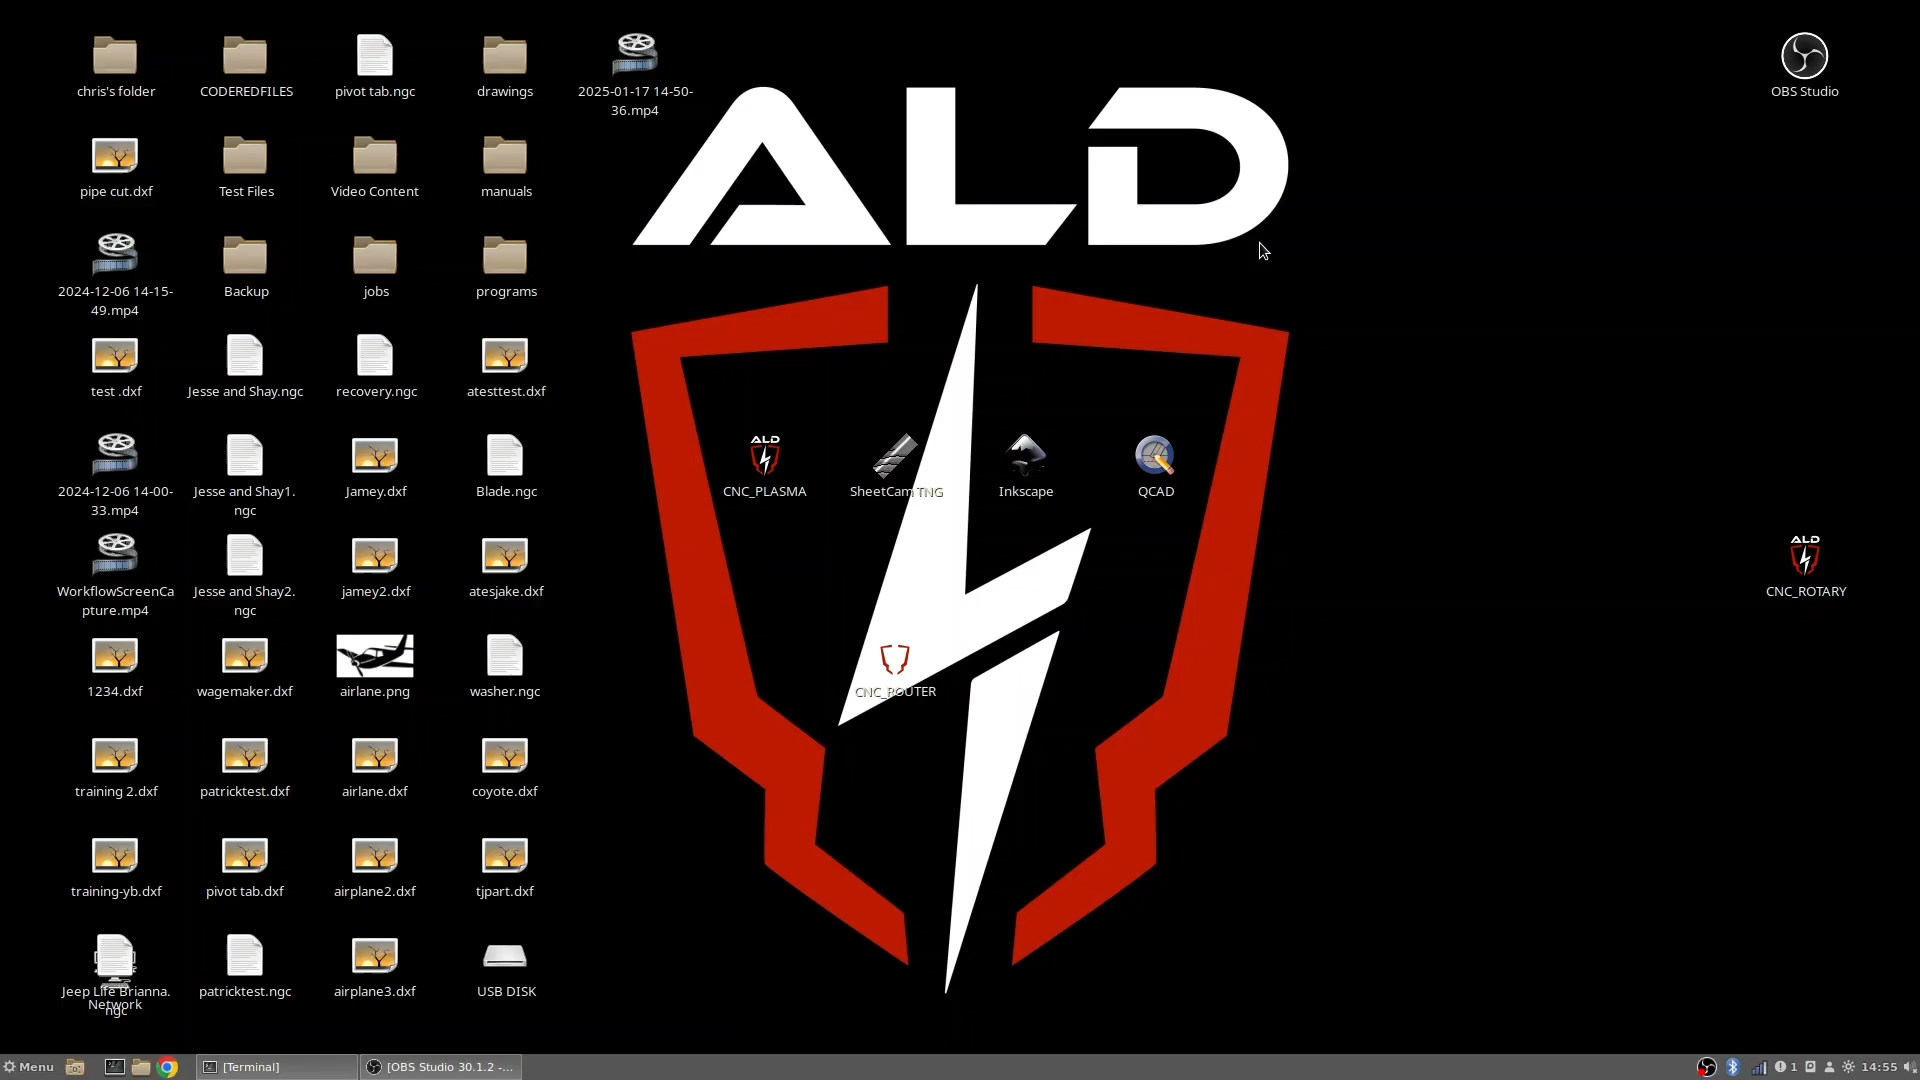 chris's folder
CODEREDFILES
pivot tab.ngc
drawings
2025-01-17 14-50-
36.mp4
OBS Studio
ALD
pipe cut.dxf
Test Files
Video Content
manuals
2024-12-06 14-15-
49.mp4
Backup
jobs
programs
test .dxf
Jesse and Shay.ngc
recovery.ngc
atesttest.dxf
2024-12-06 14-00-
33.mp4
Jesse and Shay1.
ngc
Jamey.dxf
Blade.ngc
ALD
CNC_PLASMA
SheetCam TNG
Inkscape
QCAD
WorkflowScreenCa
pture.mp4
Jesse and Shay2.
ngc
jamey2.dxf
atesjake.dxf
ALD
CNC_ROTARY
1234.dxf
wagemaker.dxf
airlane.png
washer.ngc
CNC_ROUTER
training 2.dxf
patricktest.dxf
airlane.dxf
coyote.dxf
training-yb.dxf
pivot tab.dxf
airplane2.dxf
tjpart.dxf
Jeep Life Brianna.
ngc
Network
patricktest.ngc
airplane3.dxf
USB DISK
Menu
[Terminal]
[OBS Studio 30.1.2 -...
1
14:55